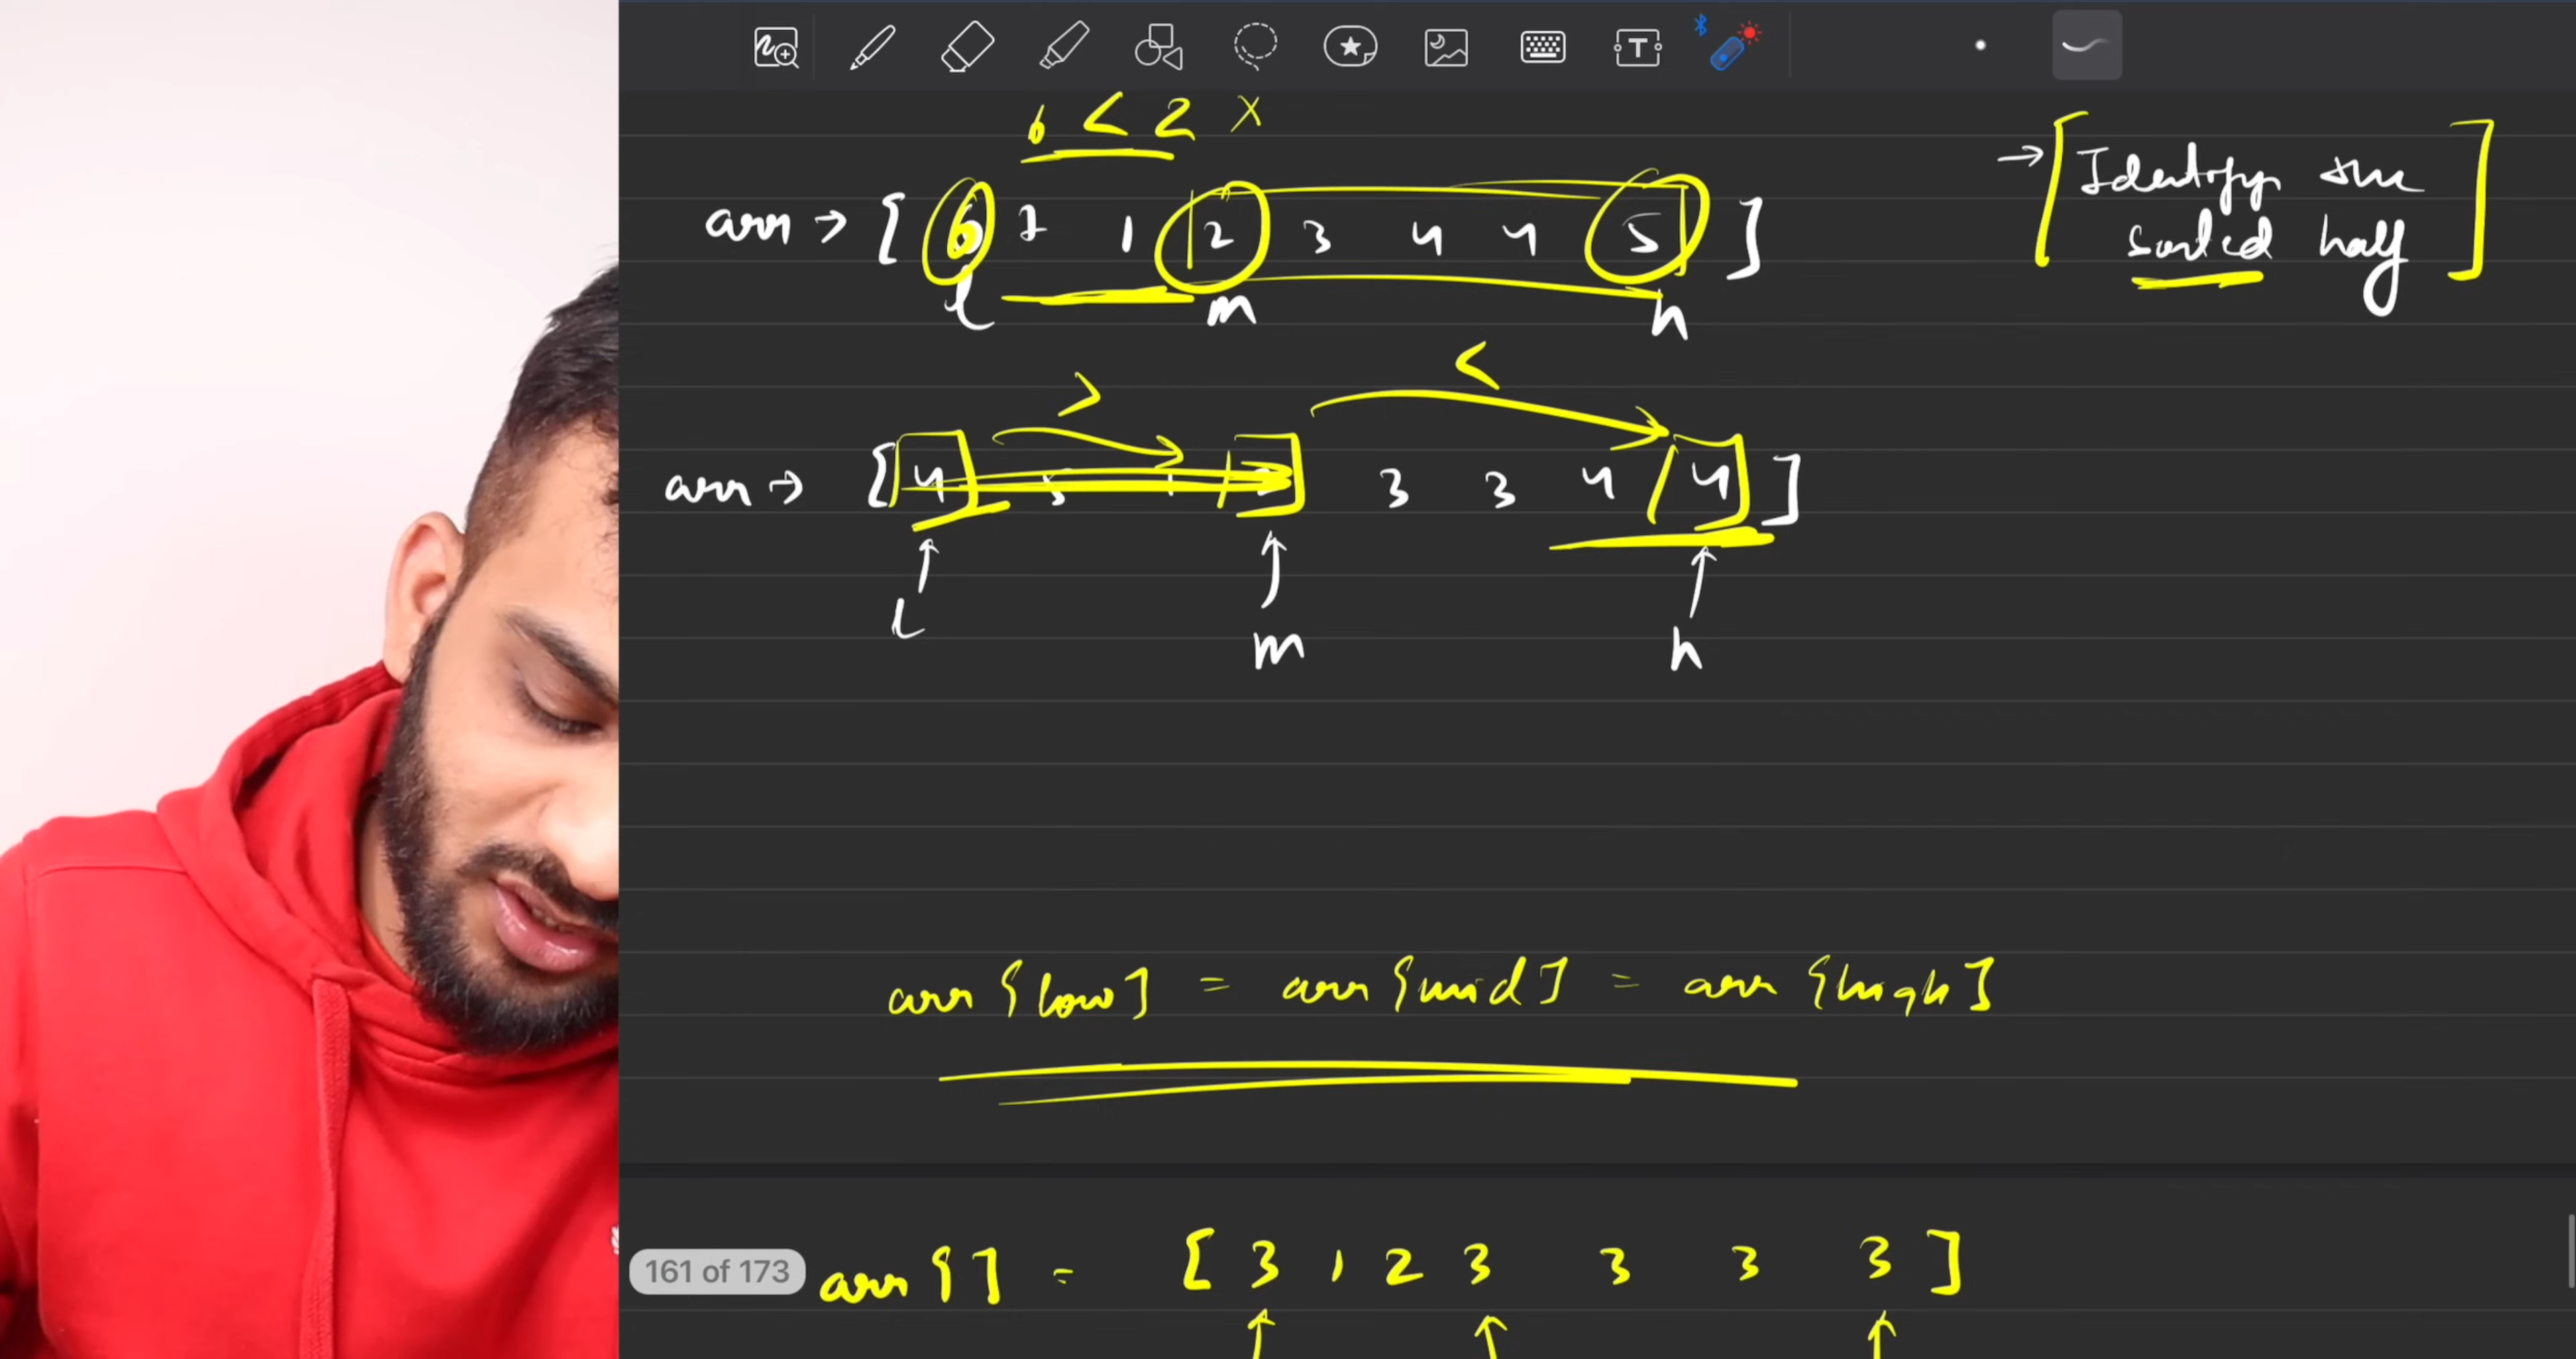 6 < 2 ×
arr → [ 6 7 1 2 3 4 4 5 ]
l m h
→ [ Identify the
sorted half ]
> <
arr → [ 4 5 1 3 3 4 4 ]
l m h
arr [low] = arr [mid] = arr [high]
161 of 173
arr [] = [ 3 1 2 3 3 3 3 ]